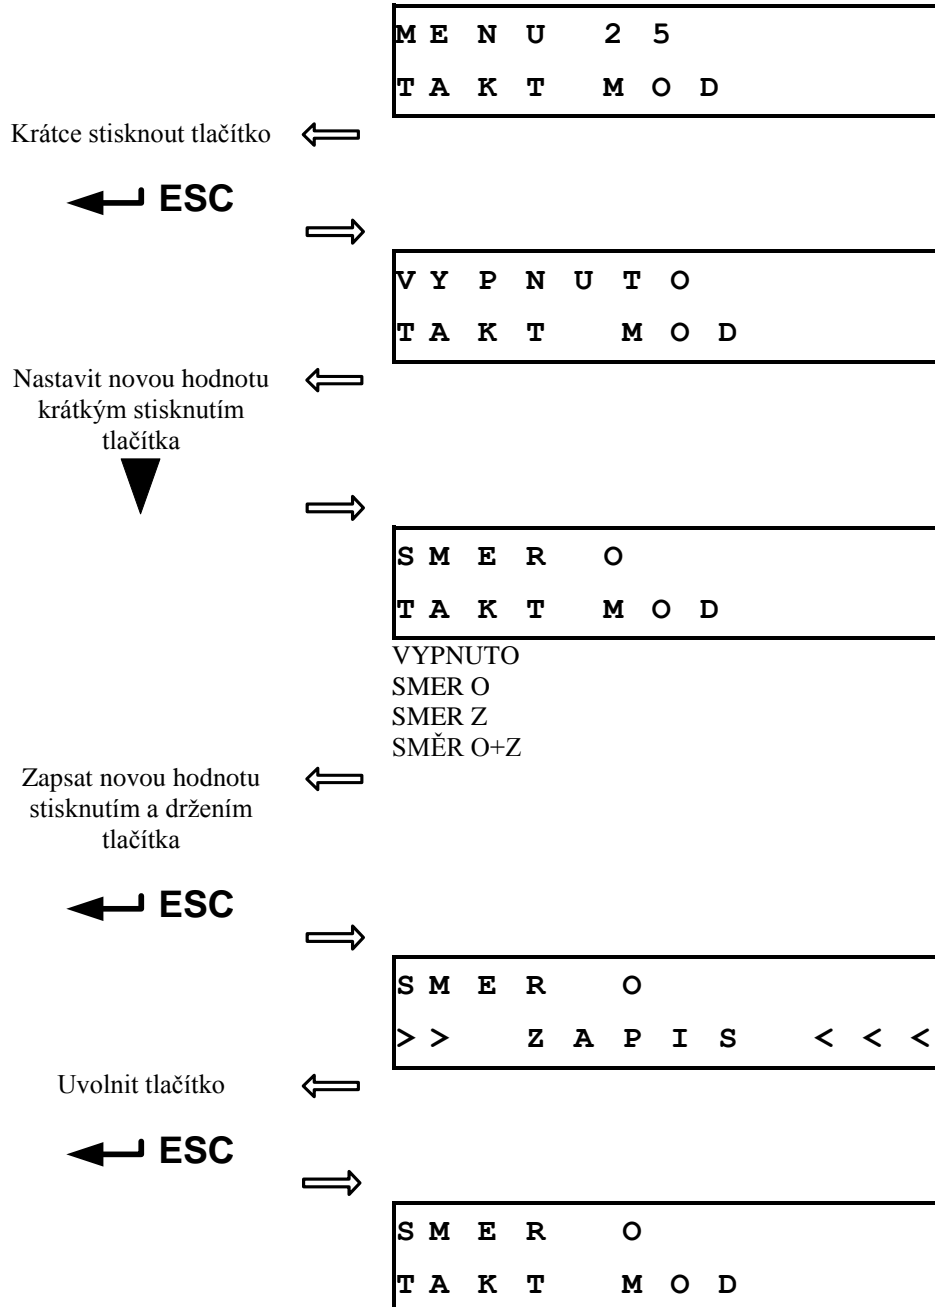 MENU 25
TAKT MOD
Krátce stisknout tlačítko
ESC
VYPNUTO
TAKT MOD
Nastavit novou hodnotu
krátkým stisknutím
tlačítka
SMER O
TAKT MOD
VYPNUTO
SMER O
SMER Z
SMĚR O+Z
Zapsat novou hodnotu
stisknutím a držením
tlačítka
ESC
SMER O
>> ZAPIS <<<
Uvolnit tlačítko
ESC
SMER O
TAKT MOD